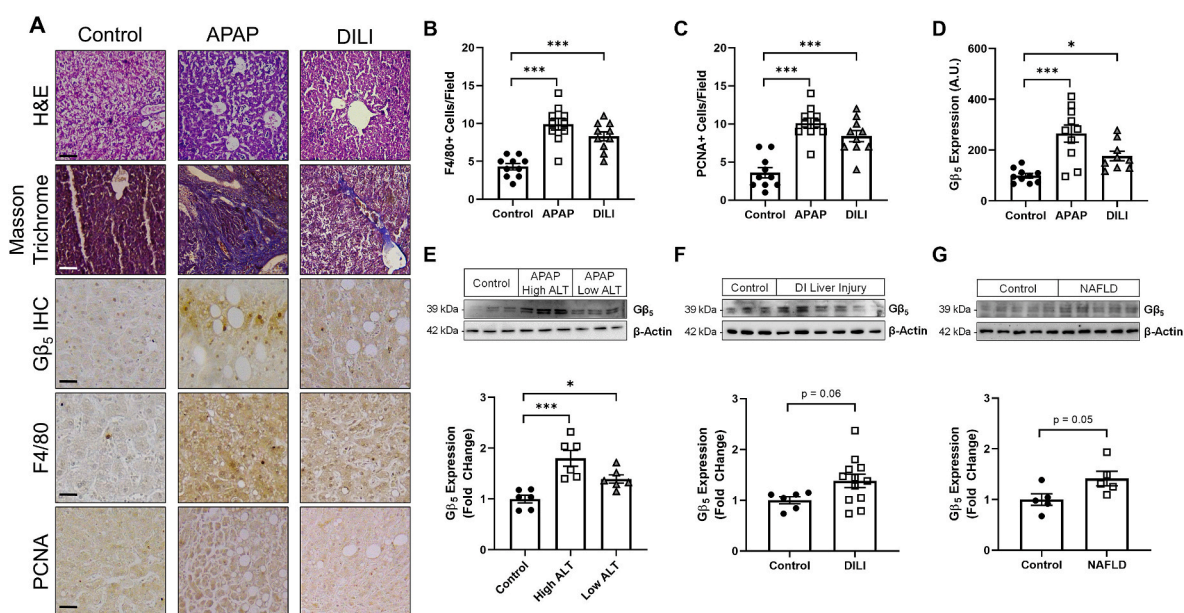 A
Control
APAP
DILI
H&E
Masson
Trichrome
Gβ5 IHC
F4/80
PCNA
B
F4/80+ Cells/Field
20
15
10
5
0
***
***
Control
APAP
DILI
C
PCNA+ Cells/Field
20
15
10
5
0
***
***
Control
APAP
DILI
D
Gβ5 Expression (A.U.)
600
400
200
0
*
***
Control
APAP
DILI
E
Control
APAP
High ALT
APAP
Low ALT
39 kDa
Gβ5
42 kDa
β-Actin
Gβ5 Expression
(Fold CHange)
3
2
1
0
*
***
Control
High ALT
Low ALT
F
Control
DI Liver Injury
39 kDa
Gβ5
42 kDa
β-Actin
Gβ5 Expression
(Fold CHange)
3
2
1
0
p = 0.06
Control
DILI
G
Control
NAFLD
39 kDa
Gβ5
42 kDa
β-Actin
Gβ5 Expression
(Fold CHange)
3
2
1
0
p = 0.05
Control
NAFLD